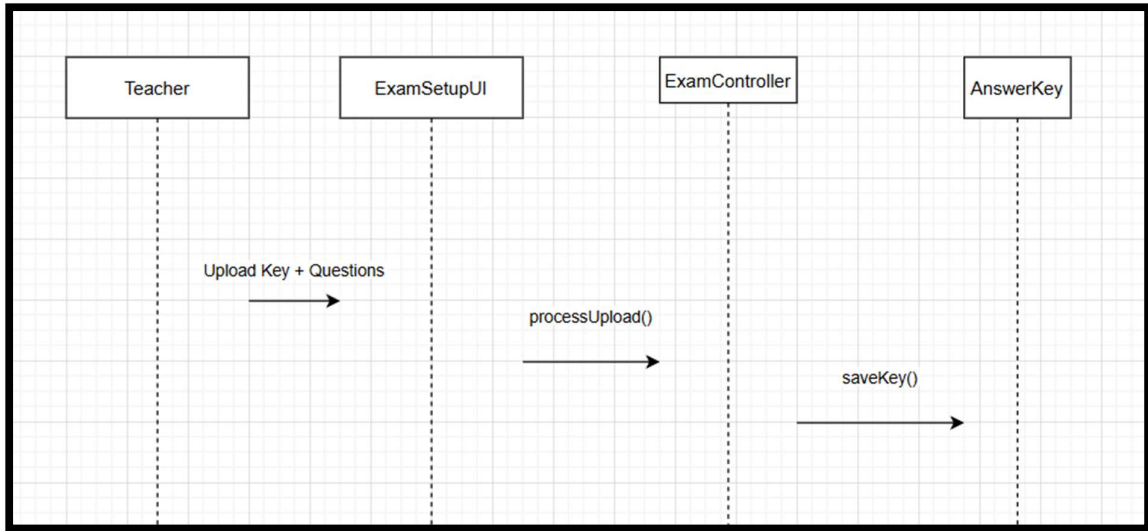 Teacher
ExamSetupUI
ExamController
AnswerKey
Upload Key + Questions
processUpload()
saveKey()